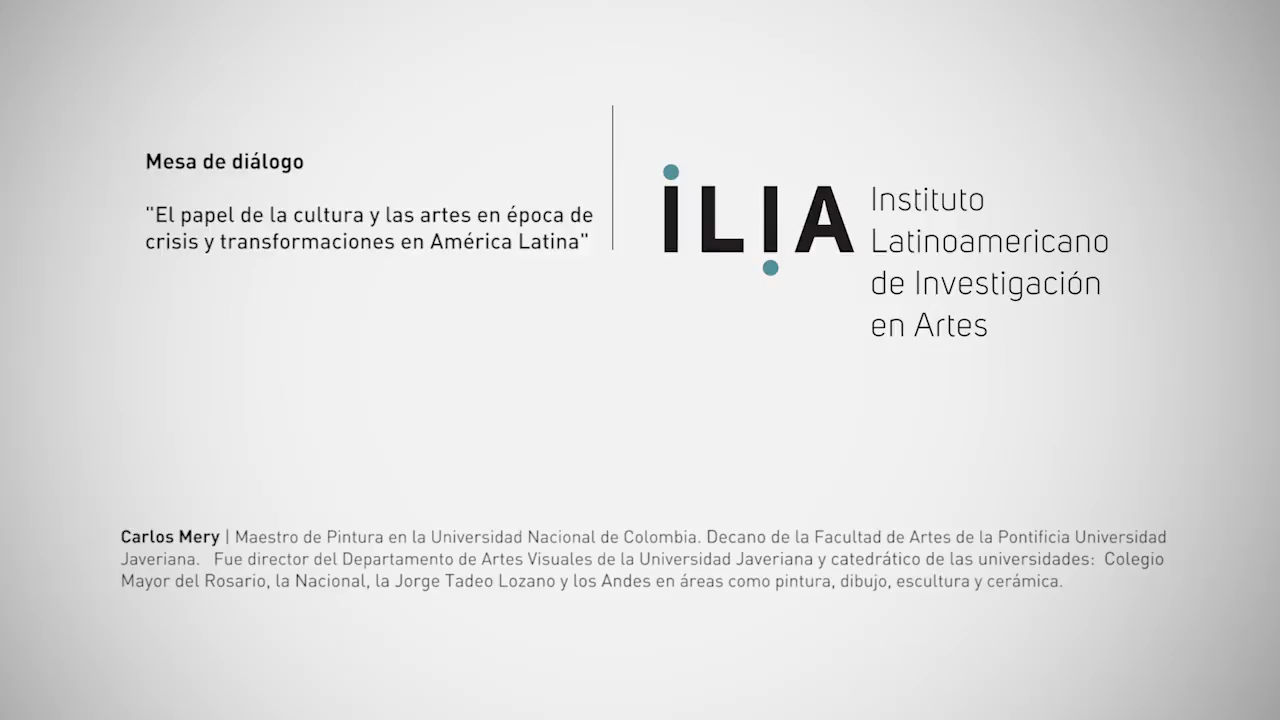 Mesa de diálogo
"El papel de la cultura y las artes en época de
crisis y transformaciones en América Latina"
ILIA
Instituto
Latinoamericano
de Investigación
en Artes
Carlos Mery | Maestro de Pintura en la Universidad Nacional de Colombia. Decano de la Facultad de Artes de la Pontificia Universidad
Javeriana.   Fue director del Departamento de Artes Visuales de la Universidad Javeriana y catedrático de las universidades:  Colegio
Mayor del Rosario, la Nacional, la Jorge Tadeo Lozano y los Andes en áreas como pintura, dibujo, escultura y cerámica.